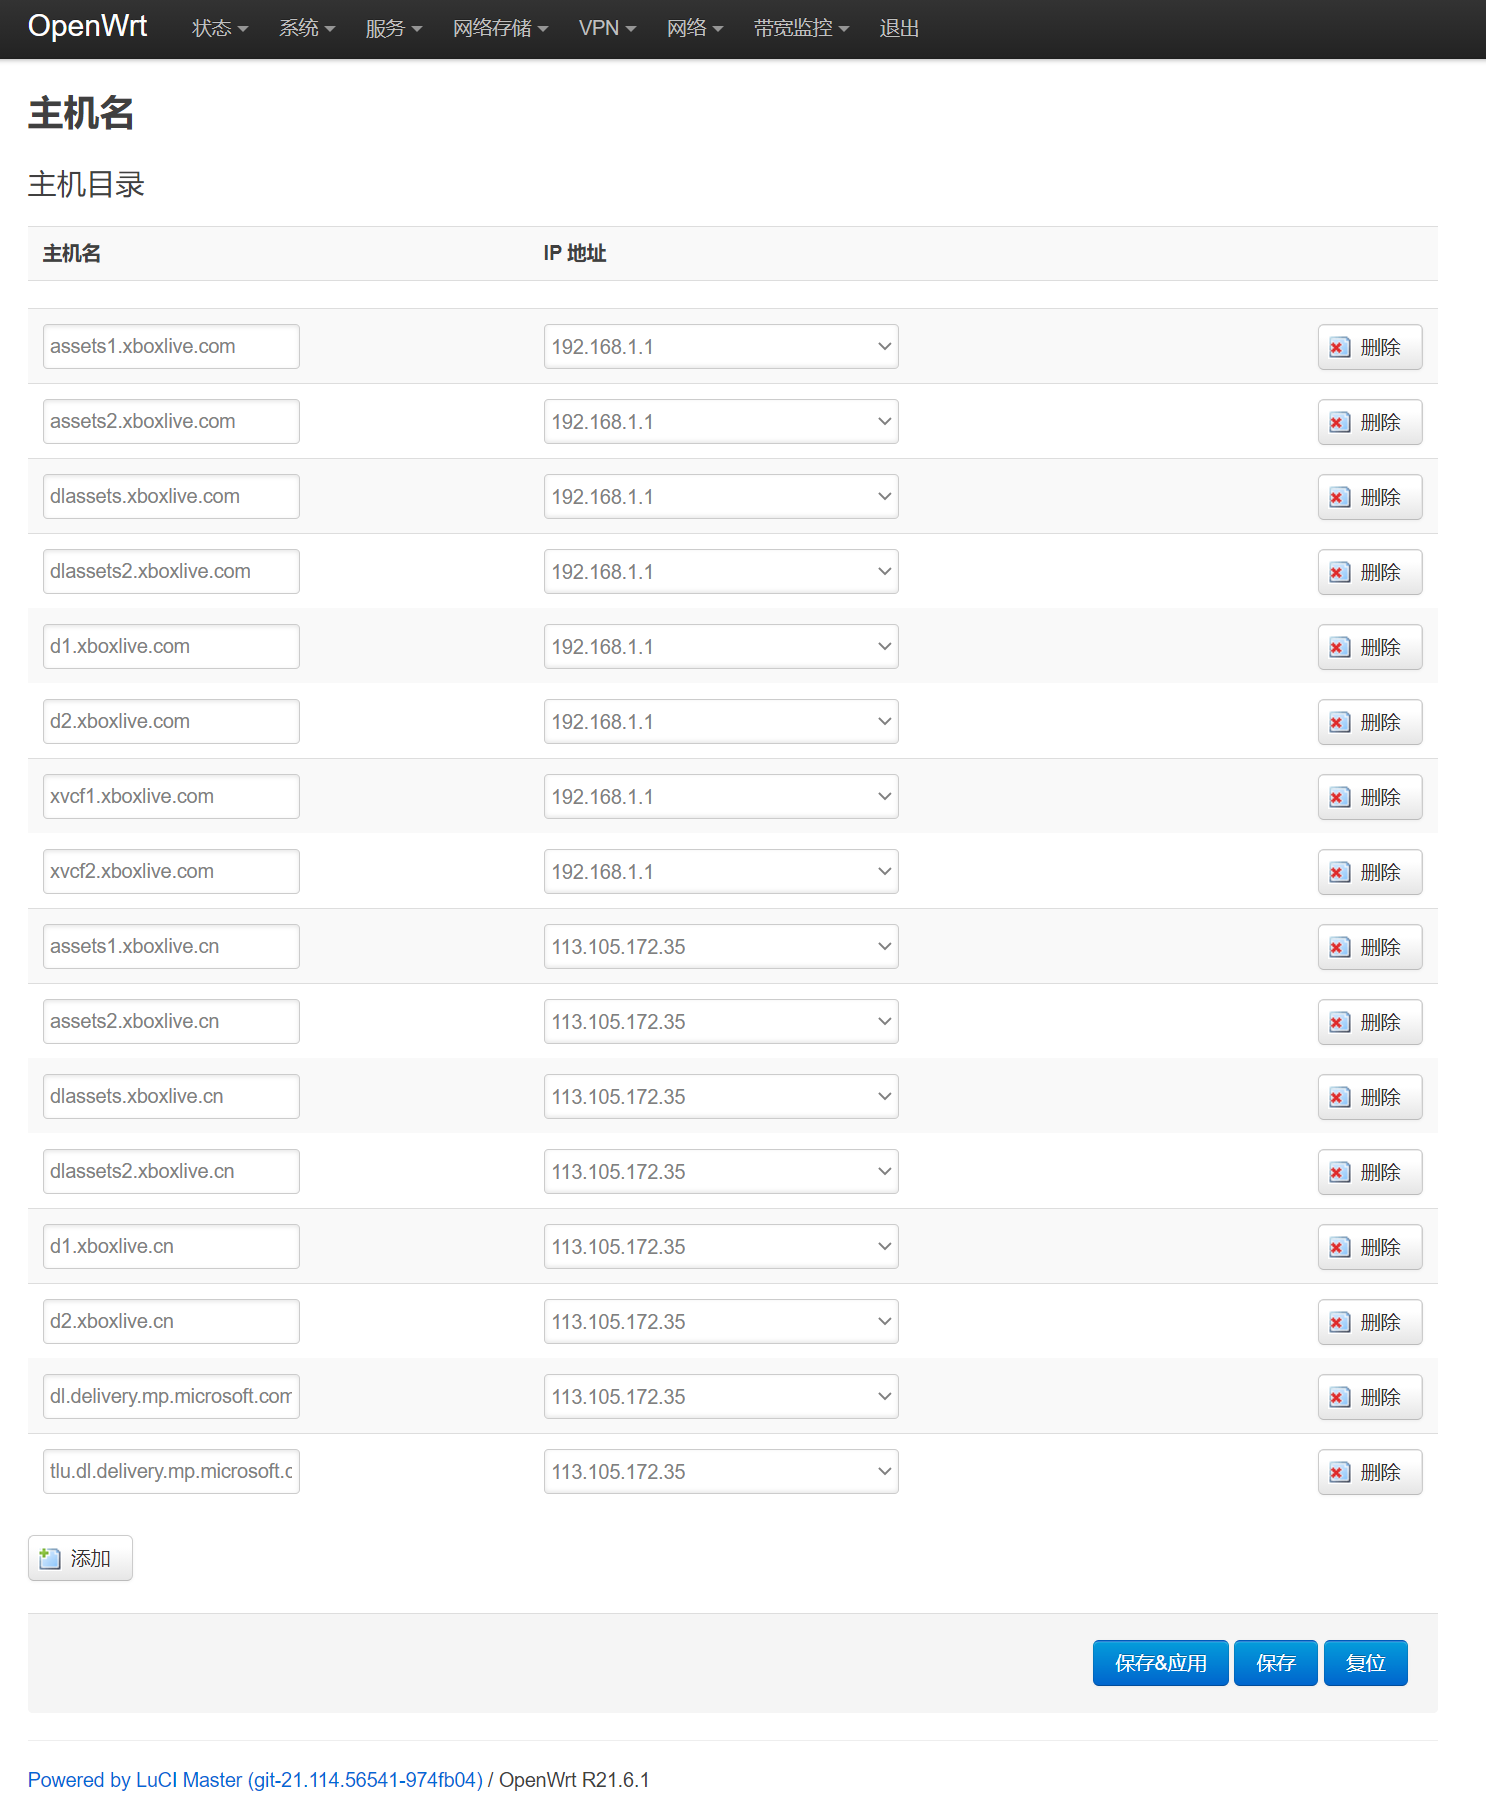 OpenWrt 状态 系统 服务 网络存储 VPN 网络 带宽监控 退出
主机名
主机目录
主机名 IP 地址
assets1.xboxlive.com 192.168.1.1 删除
assets2.xboxlive.com 192.168.1.1 删除
dlassets.xboxlive.com 192.168.1.1 删除
dlassets2.xboxlive.com 192.168.1.1 删除
d1.xboxlive.com 192.168.1.1 删除
d2.xboxlive.com 192.168.1.1 删除
xvcf1.xboxlive.com 192.168.1.1 删除
xvcf2.xboxlive.com 192.168.1.1 删除
assets1.xboxlive.cn 113.105.172.35 删除
assets2.xboxlive.cn 113.105.172.35 删除
dlassets.xboxlive.cn 113.105.172.35 删除
dlassets2.xboxlive.cn 113.105.172.35 删除
d1.xboxlive.cn 113.105.172.35 删除
d2.xboxlive.cn 113.105.172.35 删除
dl.delivery.mp.microsoft.com 113.105.172.35 删除
tlu.dl.delivery.mp.microsoft.c 113.105.172.35 删除
添加
保存&应用 保存 复位
Powered by LuCI Master (git-21.114.56541-974fb04) / OpenWrt R21.6.1